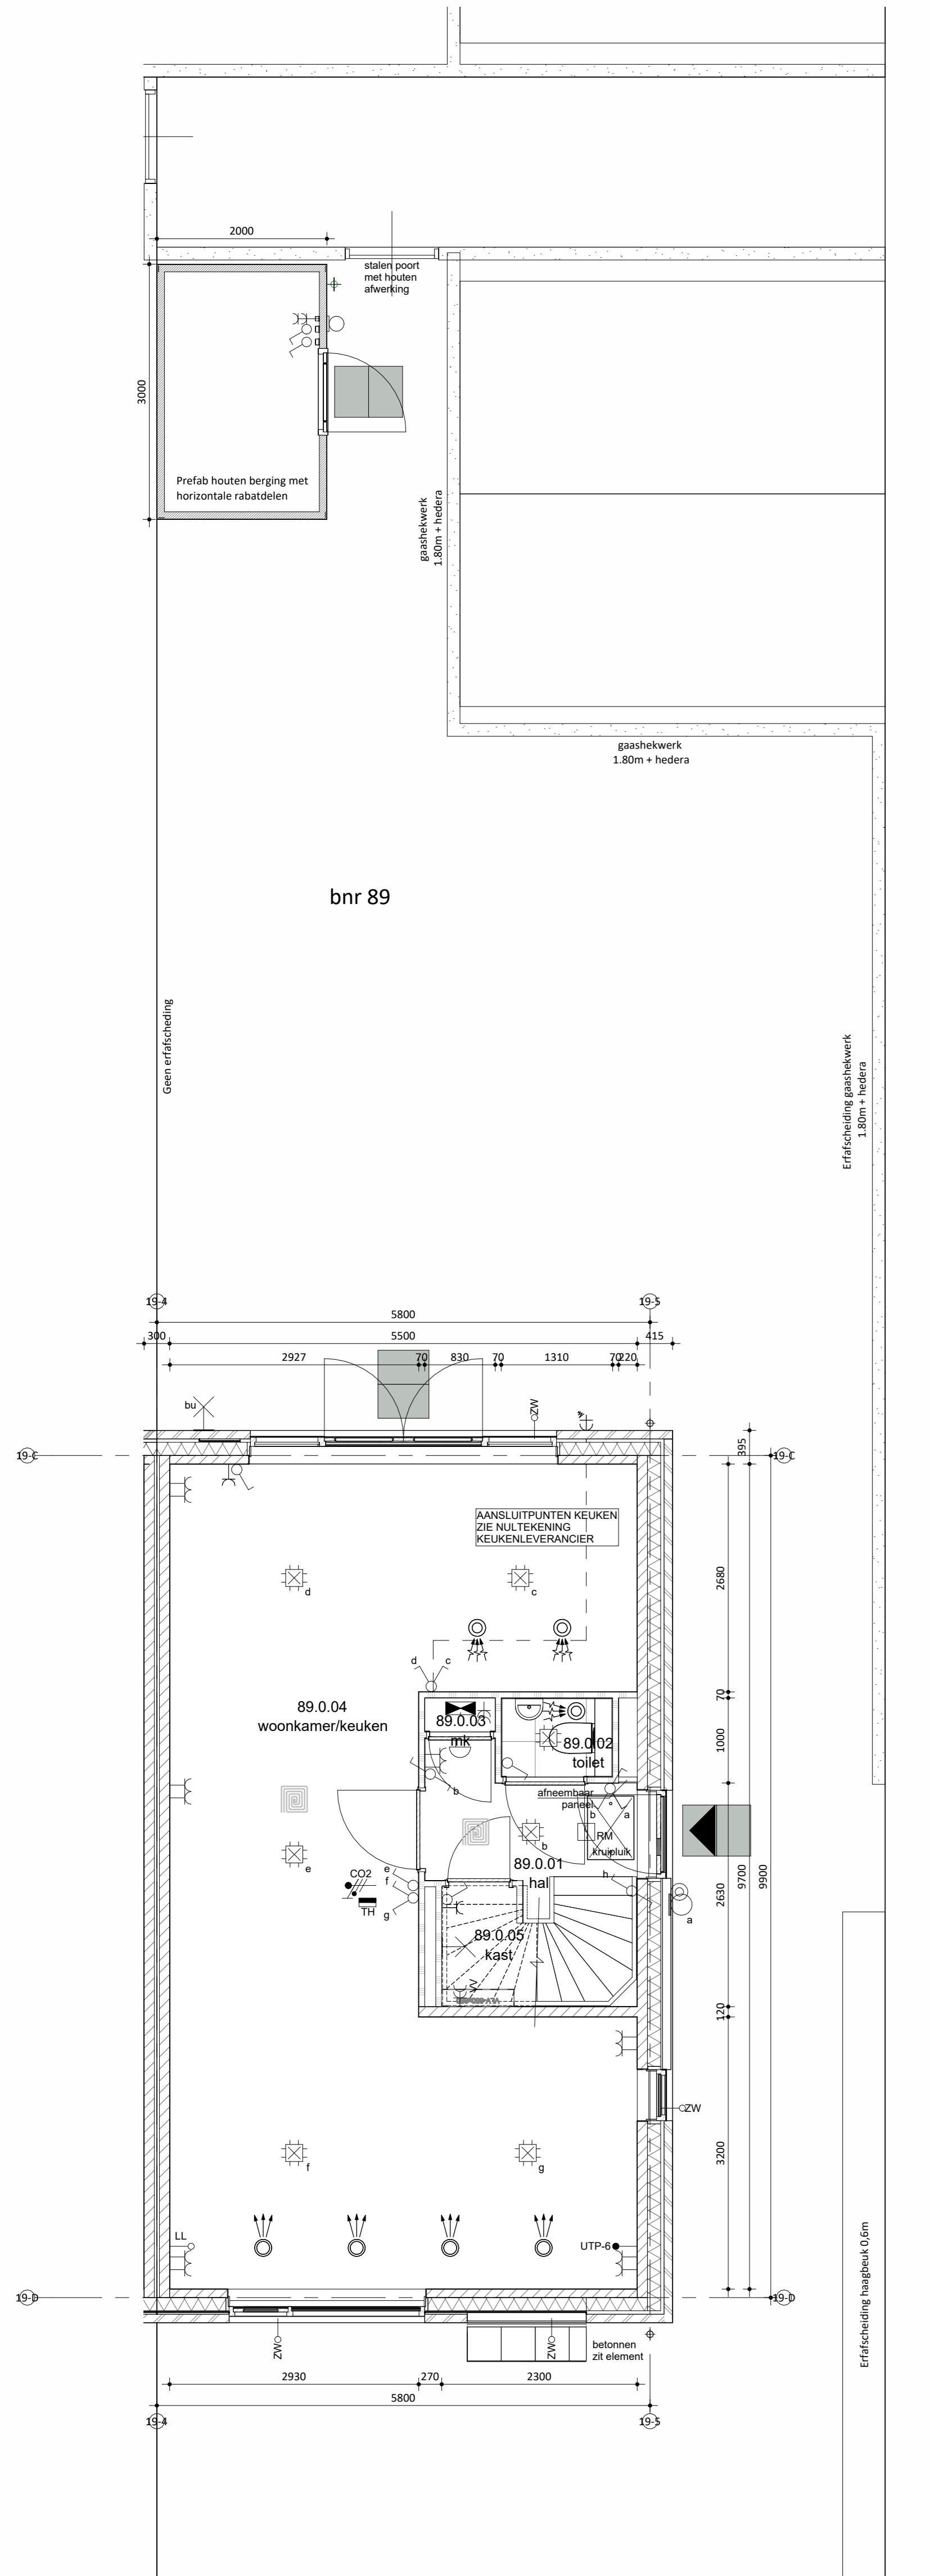 2000
stalen poort
met houten
afwerking
3000
Prefab houten berging met
horizontale rabatdelen
gaashekwerk
1.80m + hedera
gaashekwerk
1.80m + hedera
bnr 89
Geen erfafscheding
Erfafscheiding gaashekwerk
1.80m + hedera
19-4
19-5
5800
300
5500
415
2927
70
830
70
1310
70
220
bu
ZW
19-C
19-C
395
AANSLUITPUNTEN KEUKEN
ZIE NULTEKENING
KEUKENLEVERANCIER
2680
d
c
d
c
89.0.04
woonkamer/keuken
89.0.03
mk
89.0.02
toilet
70
1000
b
afneembaar
paneel
b
a
RM
kruipluik
b
89.0.01
hal
h
a
e
CO2
TH
e
f
g
89.0.05
kast
VV
2630
9700
9900
120
ZW
3200
f
g
LL
UTP-6
19-D
19-D
ZW
ZW
betonnen
zit element
Erfafscheiding haagbeuk 0,6m
2930
270
2300
5800
19-4
19-5